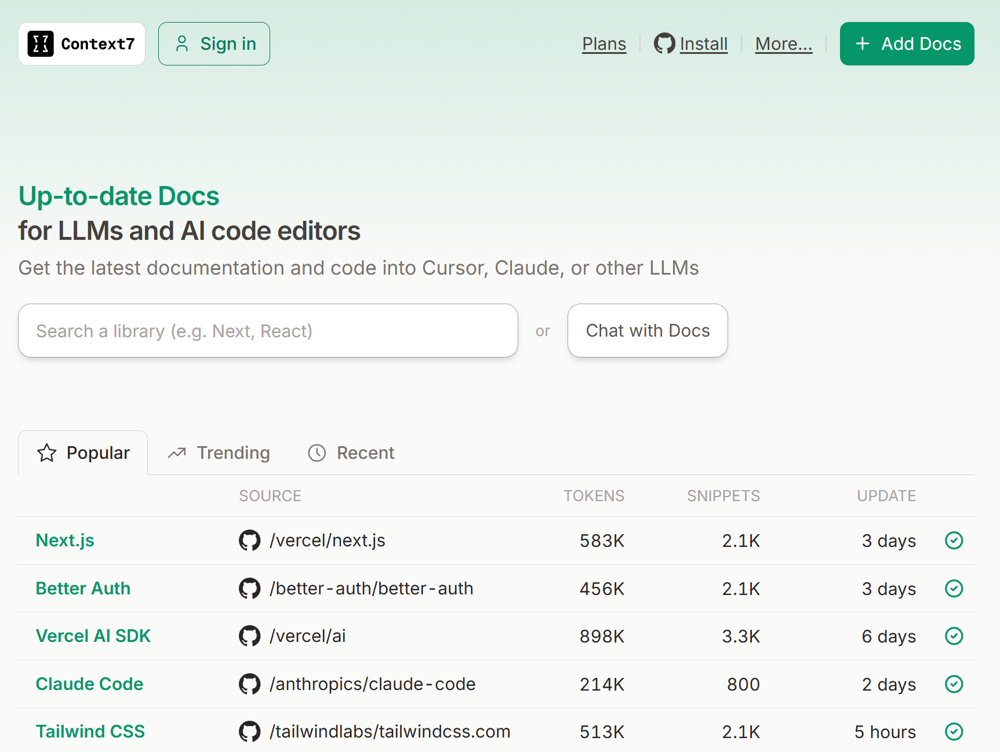 Context7
Sign in
Plans
Install
More...
Add Docs
Up-to-date Docs
for LLMs and AI code editors
Get the latest documentation and code into Cursor, Claude, or other LLMs
Search a library (e.g. Next, React)
or
Chat with Docs
Popular
Trending
Recent
SOURCE TOKENS SNIPPETS UPDATE
Next.js /vercel/next.js 583K 2.1K 3 days
Better Auth /better-auth/better-auth 456K 2.1K 3 days
Vercel AI SDK /vercel/ai 898K 3.3K 6 days
Claude Code /anthropics/claude-code 214K 800 2 days
Tailwind CSS /tailwindlabs/tailwindcss.com 513K 2.1K 5 hours